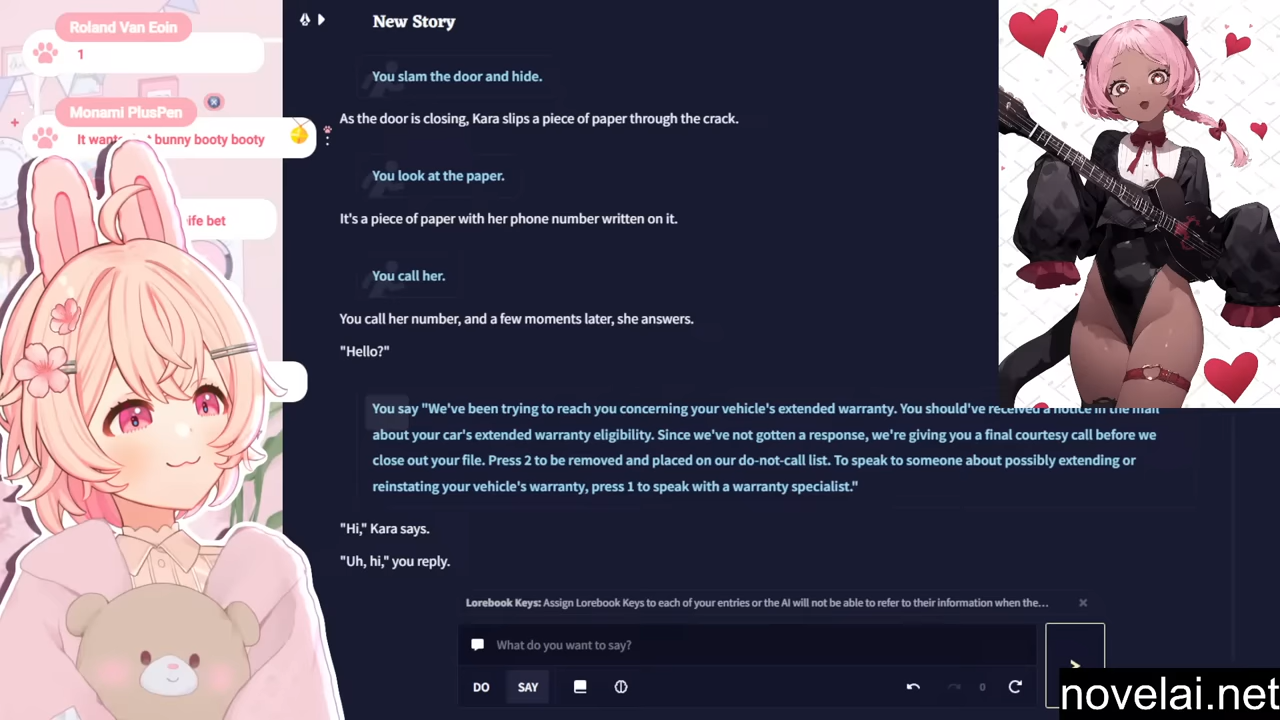 Roland Van Eoin
1
Monami PlusPen
It bunny booty booty
bet
New Story
You slam the door and hide.
As the door is closing, Kara slips a piece of paper through the crack.
You look at the paper.
It's a piece of paper with her phone number written on it.
You call her.
You call her number, and a few moments later, she answers.
"Hello?"
You say "We've been trying to reach you concerning your vehicle's extended warranty. You should've received a notice in the mail
about your car's extended warranty eligibility. Since we've not gotten a response, we're giving you a final courtesy call before we
close out your file. Press 2 to be removed and placed on our do-not-call list. To speak to someone about possibly extending or
reinstating your vehicle's warranty, press 1 to speak with a warranty specialist."
"Hi," Kara says.
"Uh, hi," you reply.
Lorebook Keys: Assign Lorebook Keys to each of your entries or the AI will not be able to refer to their information when the...
What do you want to say?
DO SAY 0
novelai.net